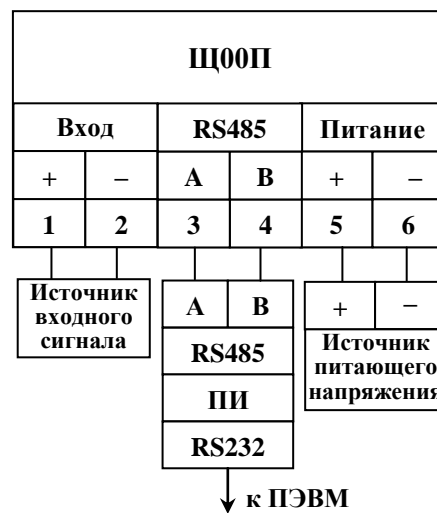 Щ00П
Вход RS485 Питание
+ − A B + −
1 2 3 4 5 6
Источник
входного
сигнала
A B
RS485
ПИ
RS232
к ПЭВМ
+ −
Источник
питающего
напряжения